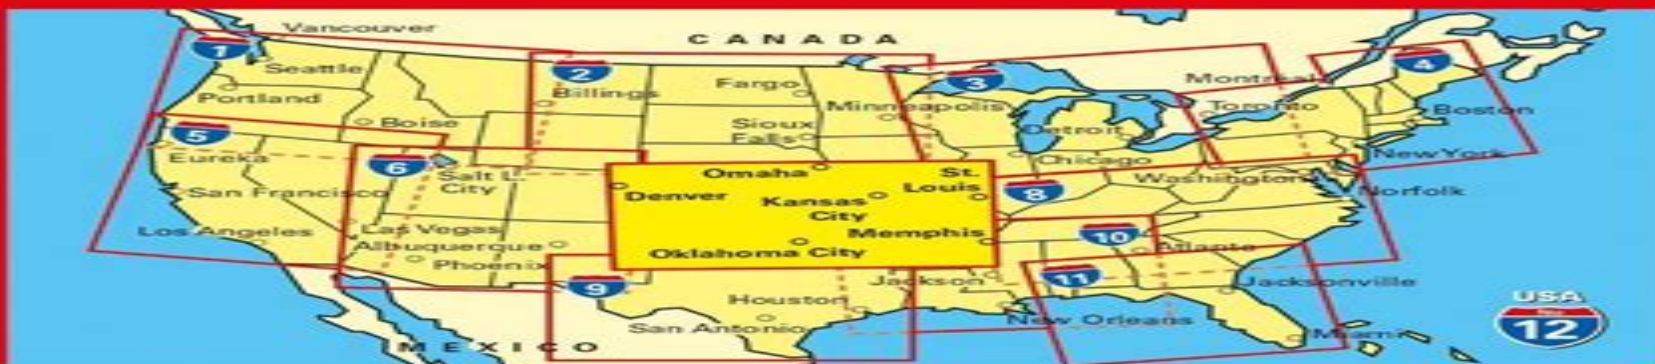 Vancouver
CANADA
1
2
3
4
Seattle
Billings
Fargo
Montreal
Portland
Minneapolis
Toronto
Boston
Boise
Sioux
Falls
Detroit
5
Eureka
6
Salt L.
City
Chicago
New York
Omaha
St.
Louis
Washington
San Francisco
Denver
Kansas
City
8
Norfolk
Los Angeles
Las Vegas
Memphis
10
Albuquerque
Oklahoma City
Atlanta
Phoenix
9
Jackson
11
Jacksonville
Houston
USA
San Antonio
New Orleans
12
Miami
MEXICO